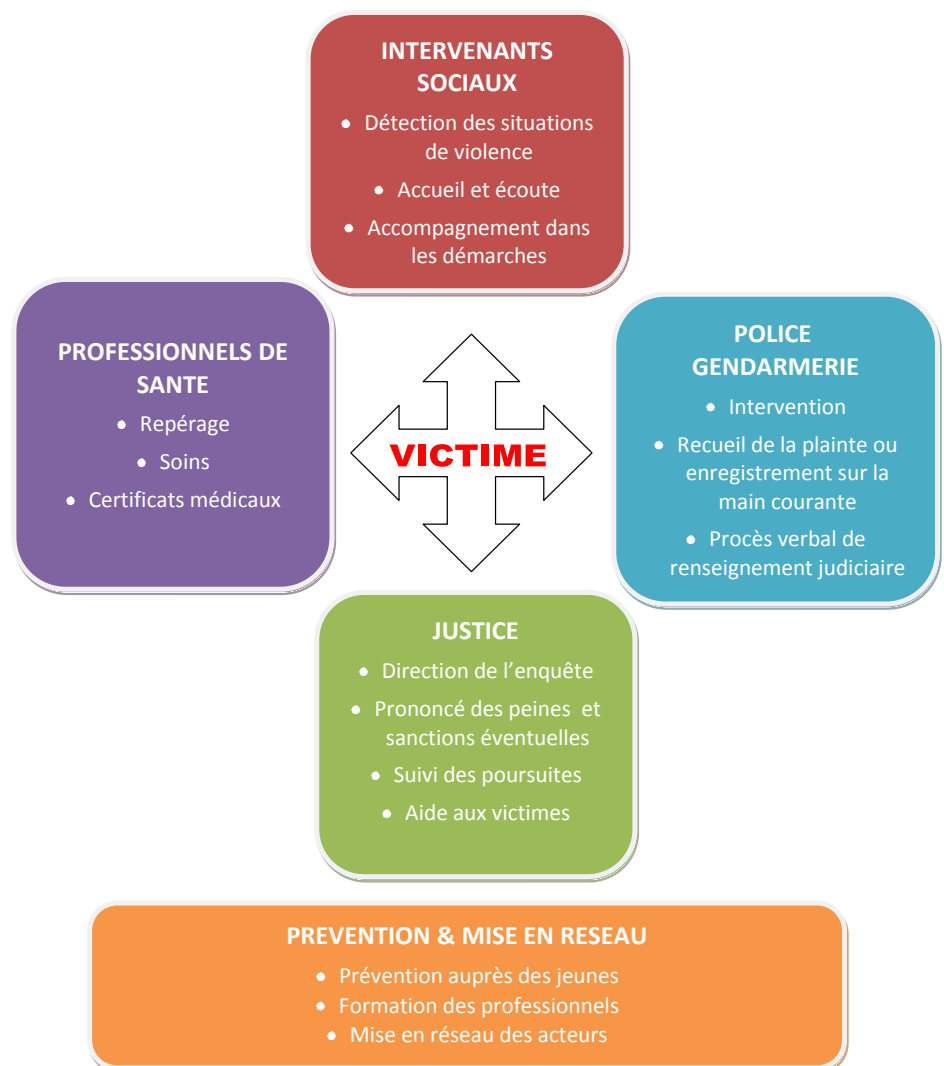 INTERVENANTS
SOCIAUX
• Détection des situations
de violence
• Accueil et écoute
• Accompagnement dans
les démarches
PROFESSIONNELS DE
SANTE
• Repérage
• Soins
• Certificats médicaux
VICTIME
POLICE
GENDARMERIE
• Intervention
• Recueil de la plainte ou
enregistrement sur la
main courante
• Procès verbal de
renseignement judiciaire
JUSTICE
• Direction de l’enquête
• Prononcé des peines et
sanctions éventuelles
• Suivi des poursuites
• Aide aux victimes
PREVENTION & MISE EN RESEAU
• Prévention auprès des jeunes
• Formation des professionnels
• Mise en réseau des acteurs